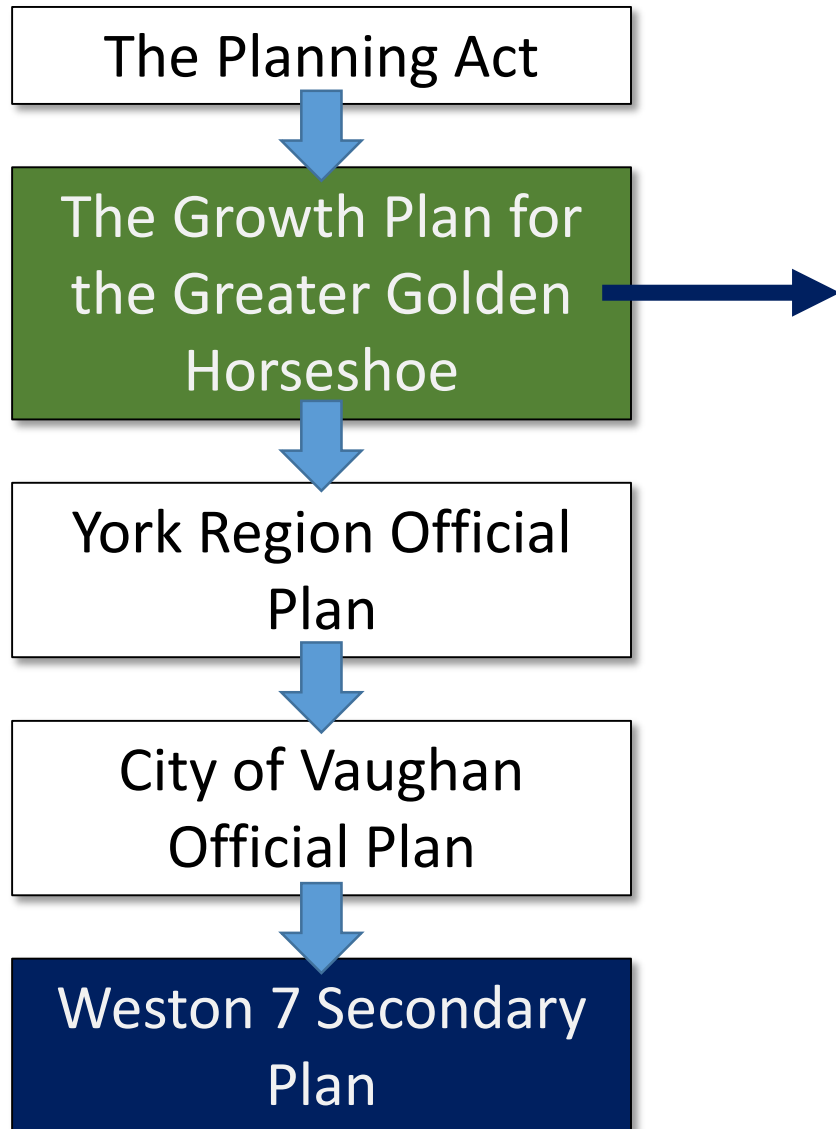 The Planning Act
The Growth Plan for
the Greater Golden
Horseshoe
York Region Official
Plan
City of Vaughan
Official Plan
Weston 7 Secondary
Plan